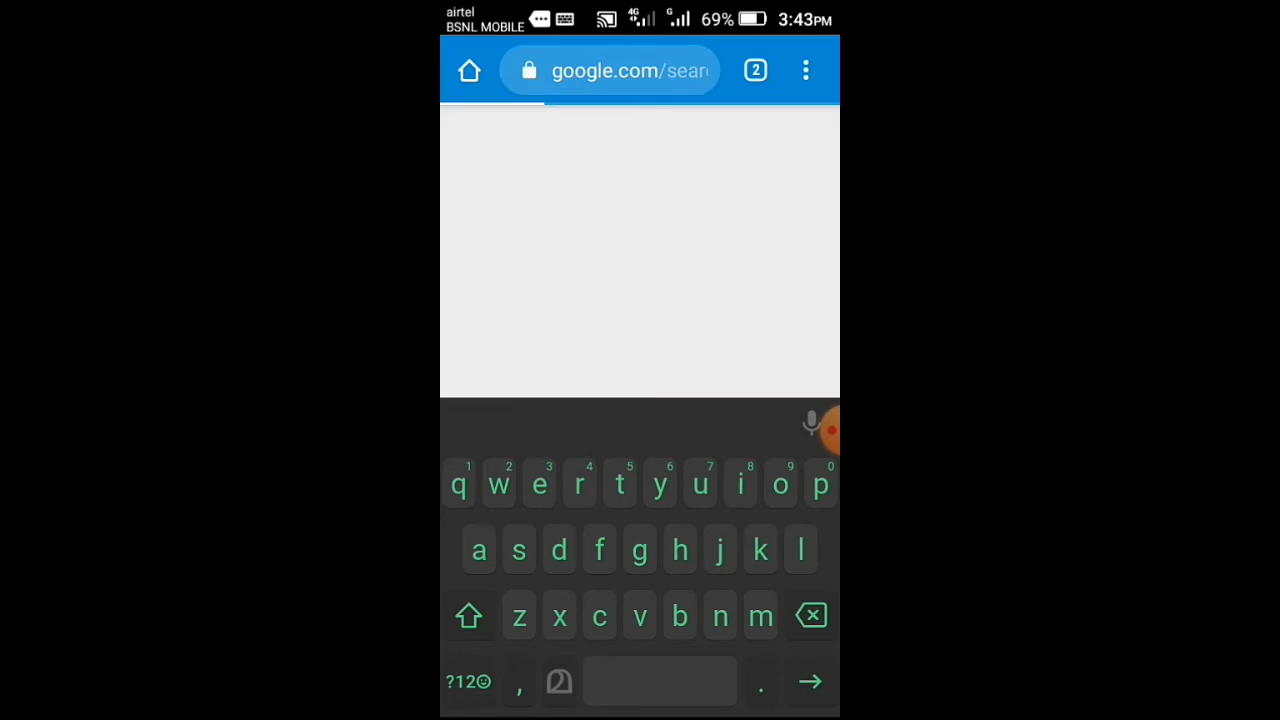 airtel
BSNL MOBILE
4G G 69% 3:43PM
google.com/sear 2
1 2 3 4 5 6 7 8 9 0
q w e r t y u i o p
a s d f g h j k l
z x c v b n m
?12☺ , മ .